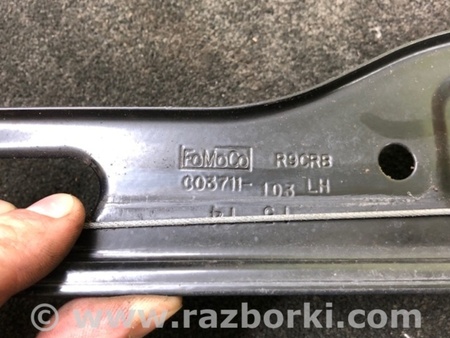 FoMoCo R9CRB
C03711-103 LH
www.razborki.com